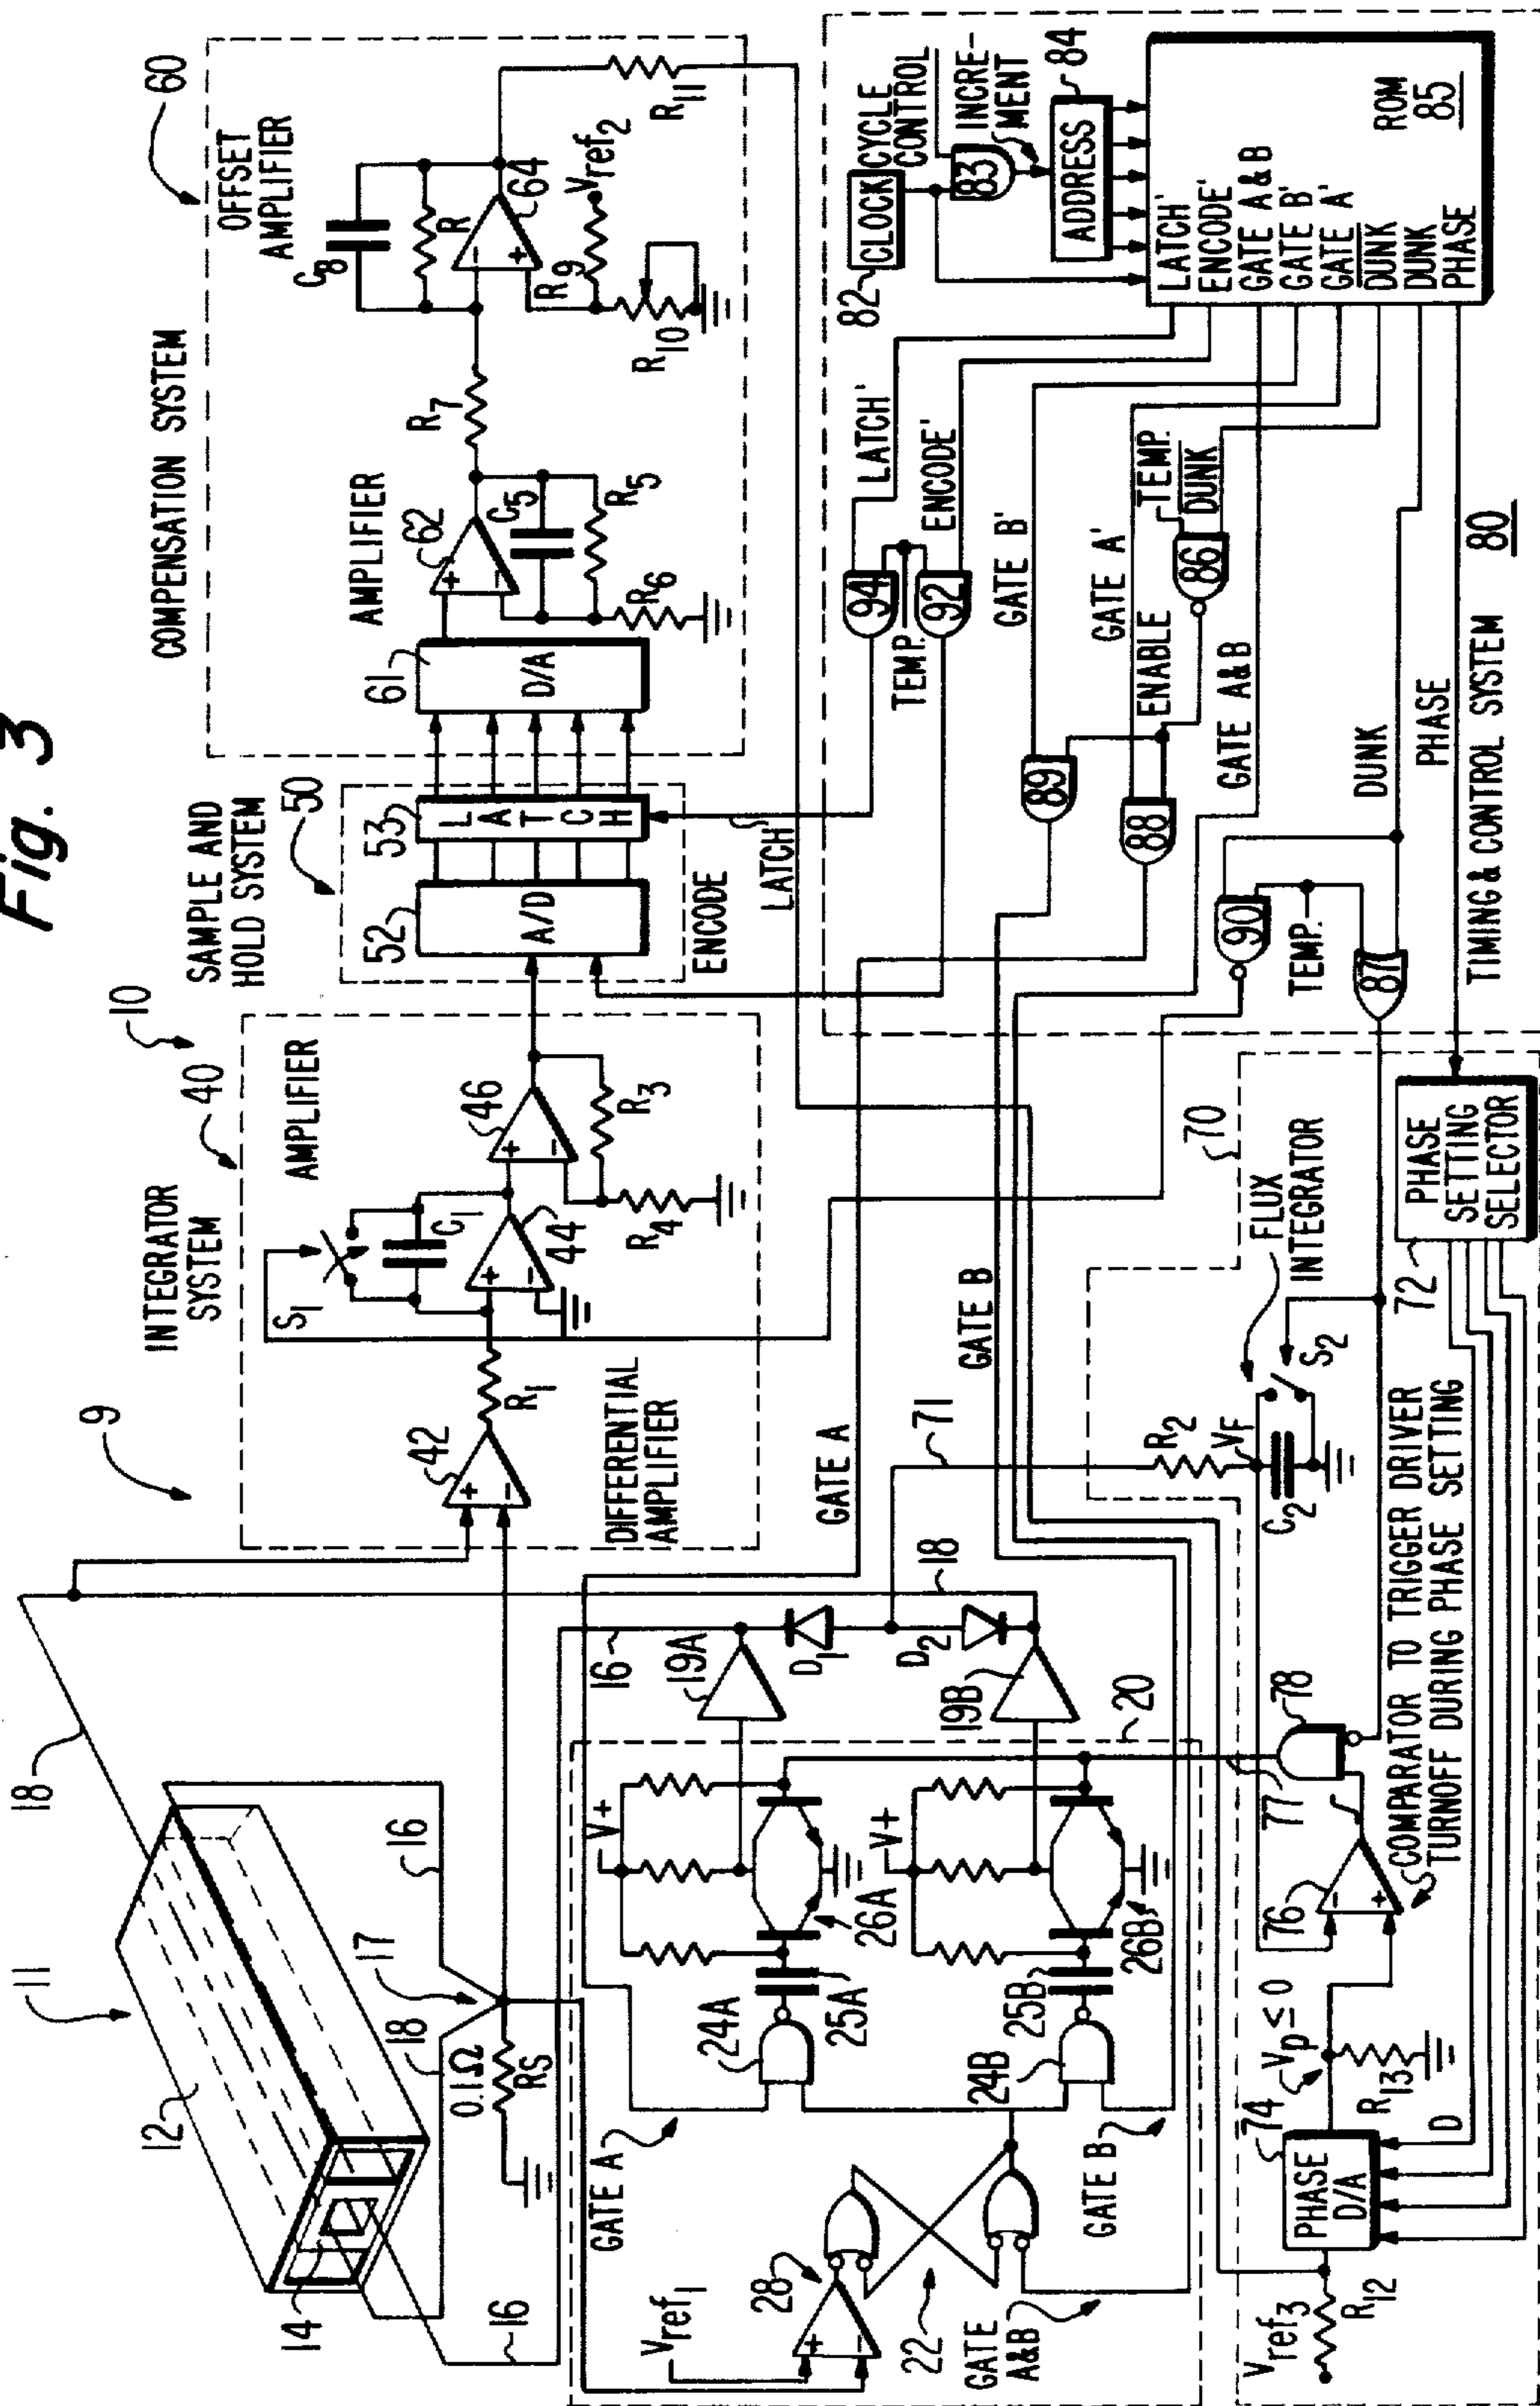 Fig. 3
60
COMPENSATION SYSTEM
OFFSET
AMPLIFIER
C8
R
64
Vref2
R9
R10
R11
R7
AMPLIFIER
62
C5
R5
R6
61
D/A
SAMPLE AND
HOLD SYSTEM
50
53
LATCH
52
A/D
ENCODE
LATCH
10
40
INTEGRATOR
SYSTEM
AMPLIFIER
S1
C1
44
46
R3
R4
R1
42
DIFFERENTIAL
AMPLIFIER
9
11
12
14
18
16
17
18
0.1Ω
RS
16
CYCLE
CONTROL
CLOCK
82
83
INCRE-
MENT
84
ADDRESS
ROM
85
LATCH'
ENCODE'
GATE A & B
GATE B'
GATE A'
DUNK
DUNK
PHASE
LATCH'
ENCODE'
94
92
TEMP.
GATE B'
GATE A'
TEMP.
DUNK
86
ENABLE
89
88
GATE A&B
DUNK
PHASE
90
TEMP.
87
TIMING & CONTROL SYSTEM
80
GATE A
GATE B
70
FLUX
INTEGRATOR
PHASE
SETTING
SELECTOR
72
71
R2
VF
C2
S2
18
16
19A
D1
D2
19B
20
V+
26A
V+
26B
24A
25A
24B
25B
GATE A
GATE B
Vref1
28
22
GATE
A&B
77
78
76
COMPARATOR TO TRIGGER DRIVER
TURNOFF DURING PHASE SETTING
Vp ≤ 0
74
PHASE
D/A
R13
D
Vref3
R12